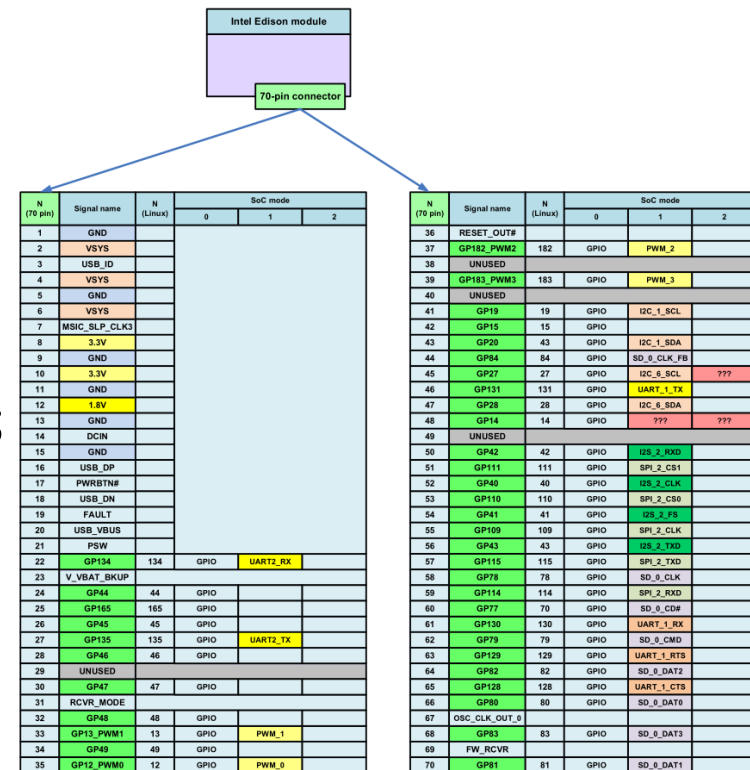 Intel Edison module
70-pin connector
N (70 pin) Signal name N (Linux) SoC mode
0 1 2
1 GND
2 VSYS
3 USB_ID
4 VSYS
5 GND
6 VSYS
7 MSIC_SLP_CLK3
8 3.3V
9 GND
10 3.3V
11 GND
12 1.8V
13 GND
14 DCIN
15 GND
16 USB_DP
17 PWRBTN#
18 USB_DN
19 FAULT
20 USB_VBUS
21 PSW
22 GP134 134 GPIO UART2_RX
23 V_VBAT_BKUP
24 GP44 44 GPIO
25 GP165 165 GPIO
26 GP45 45 GPIO
27 GP135 135 GPIO UART2_TX
28 GP46 46 GPIO
29 UNUSED
30 GP47 47 GPIO
31 RCVR_MODE
32 GP48 48 GPIO
33 GP13_PWM1 13 GPIO PWM_1
34 GP49 49 GPIO
35 GP12_PWM0 12 GPIO PWM_0
N (70 pin) Signal name N (Linux) SoC mode
0 1 2
36 RESET_OUT#
37 GP182_PWM2 182 GPIO PWM_2
38 UNUSED
39 GP183_PWM3 183 GPIO PWM_3
40 UNUSED
41 GP19 19 GPIO I2C_1_SCL
42 GP15 15 GPIO
43 GP20 43 GPIO I2C_1_SDA
44 GP84 84 GPIO SD_0_CLK_FB
45 GP27 27 GPIO I2C_6_SCL ???
46 GP131 131 GPIO UART_1_TX
47 GP28 28 GPIO I2C_6_SDA
48 GP14 14 GPIO ??? ???
49 UNUSED
50 GP42 42 GPIO I2S_2_RXD
51 GP111 111 GPIO SPI_2_CS1
52 GP40 40 GPIO I2S_2_CLK
53 GP110 110 GPIO SPI_2_CS0
54 GP41 41 GPIO I2S_2_FS
55 GP109 109 GPIO SPI_2_CLK
56 GP43 43 GPIO I2S_2_TXD
57 GP115 115 GPIO SPI_2_TXD
58 GP78 78 GPIO SD_0_CLK
59 GP114 114 GPIO SPI_2_RXD
60 GP77 70 GPIO SD_0_CD#
61 GP130 130 GPIO UART_1_RX
62 GP79 79 GPIO SD_0_CMD
63 GP129 129 GPIO UART_1_RTS
64 GP82 82 GPIO SD_0_DAT2
65 GP128 128 GPIO UART_1_CTS
66 GP80 80 GPIO SD_0_DAT0
67 OSC_CLK_OUT_0
68 GP83 83 GPIO SD_0_DAT3
69 FW_RCVR
70 GP81 81 GPIO SD_0_DAT1